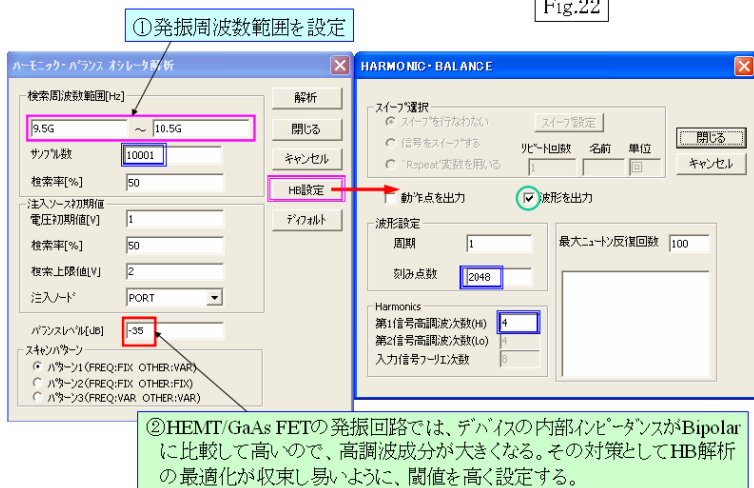 Fig.22
①発振周波数範囲を設定
ハーモニック・バランス オシレータ解析
検索周波数範囲[Hz]
9.5G ～ 10.5G
サンプル数 10001
検索率[%] 50
注入ソース初期値
電圧初期値[V] 1
検索率[%] 50
検索上限値[V] 2
注入ノード PORT
バランスレベル[dB] -35
スキャンパターン
パターン1(FREQ:FIX OTHER:VAR)
パターン2(FREQ:VAR OTHER:FIX)
パターン3(FREQ:VAR OTHER:VAR)
解析
閉じる
キャンセル
HB設定
ディフォルト
HARMONIC・BALANCE
スイープ選択
スイープを行なわない
スイープ設定
信号をスイープする
リピート回数 名前 単位
`Repeat'変数を用いる 1
閉じる
キャンセル
動作点を出力
波形を出力
波形設定
周期 1
刻み点数 2048
最大ニュートン反復回数 100
Harmonics
第1信号高調波次数(Hi) 4
第2信号高調波次数(Lo) 4
入力信号フーリエ次数 8
②HEMT/GaAs FETの発振回路では、デバイスの内部インピーダンスがBipolar
に比較して高いので、高調波成分が大きくなる。その対策としてHB解析
の最適化が収束し易いように、閾値を高く設定する。